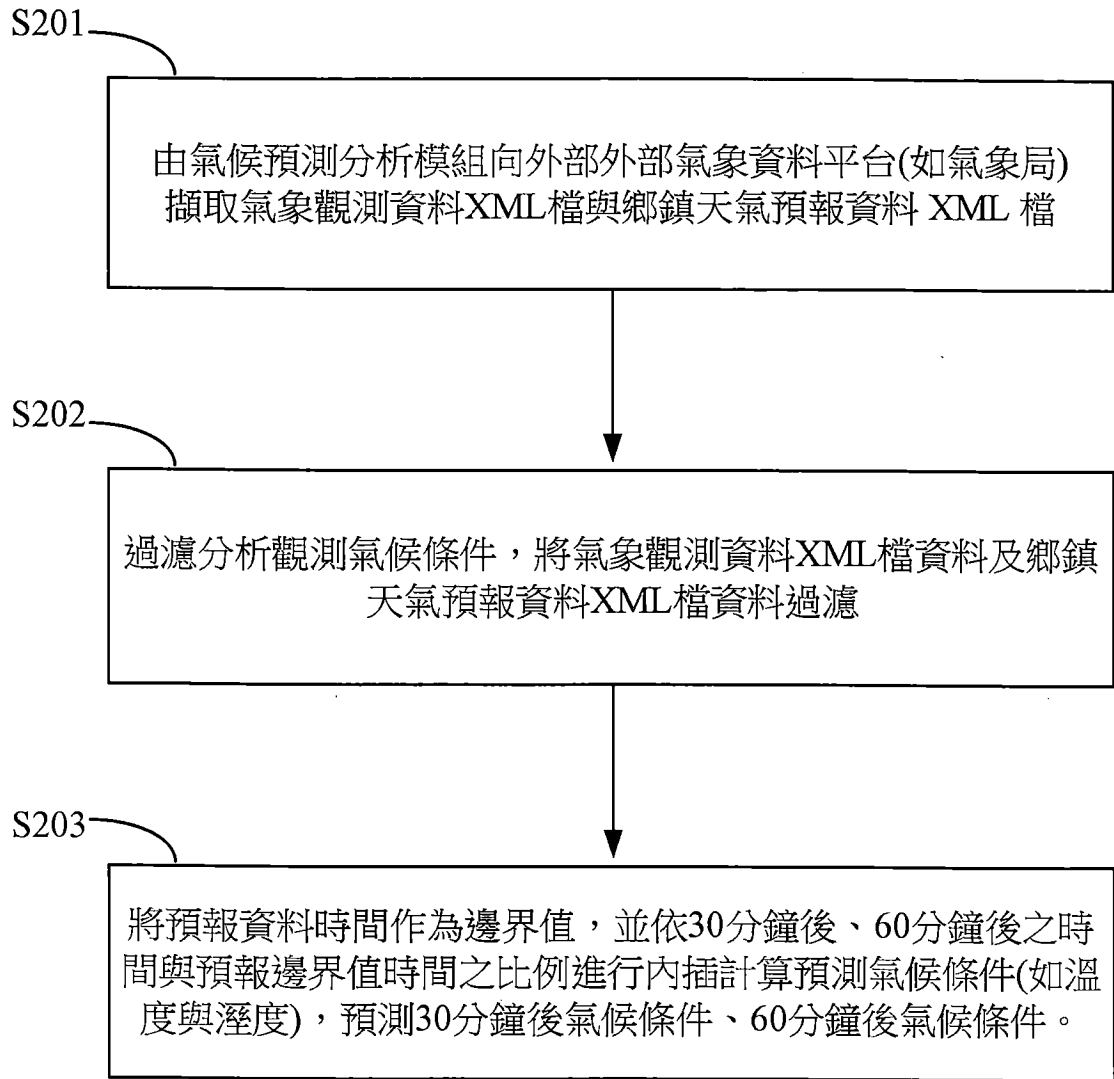 S201
由氣候預測分析模組向外部外部氣象資料平台(如氣象局)
擷取氣象觀測資料XML檔與鄉鎮天氣預報資料 XML 檔
S202
過濾分析觀測氣候條件，將氣象觀測資料XML檔資料及鄉鎮
天氣預報資料XML檔資料過濾
S203
將預報資料時間作為邊界值，並依30分鐘後、60分鐘後之時
間與預報邊界值時間之比例進行內插計算預測氣候條件(如溫
度與溼度)，預測30分鐘後氣候條件、60分鐘後氣候條件。